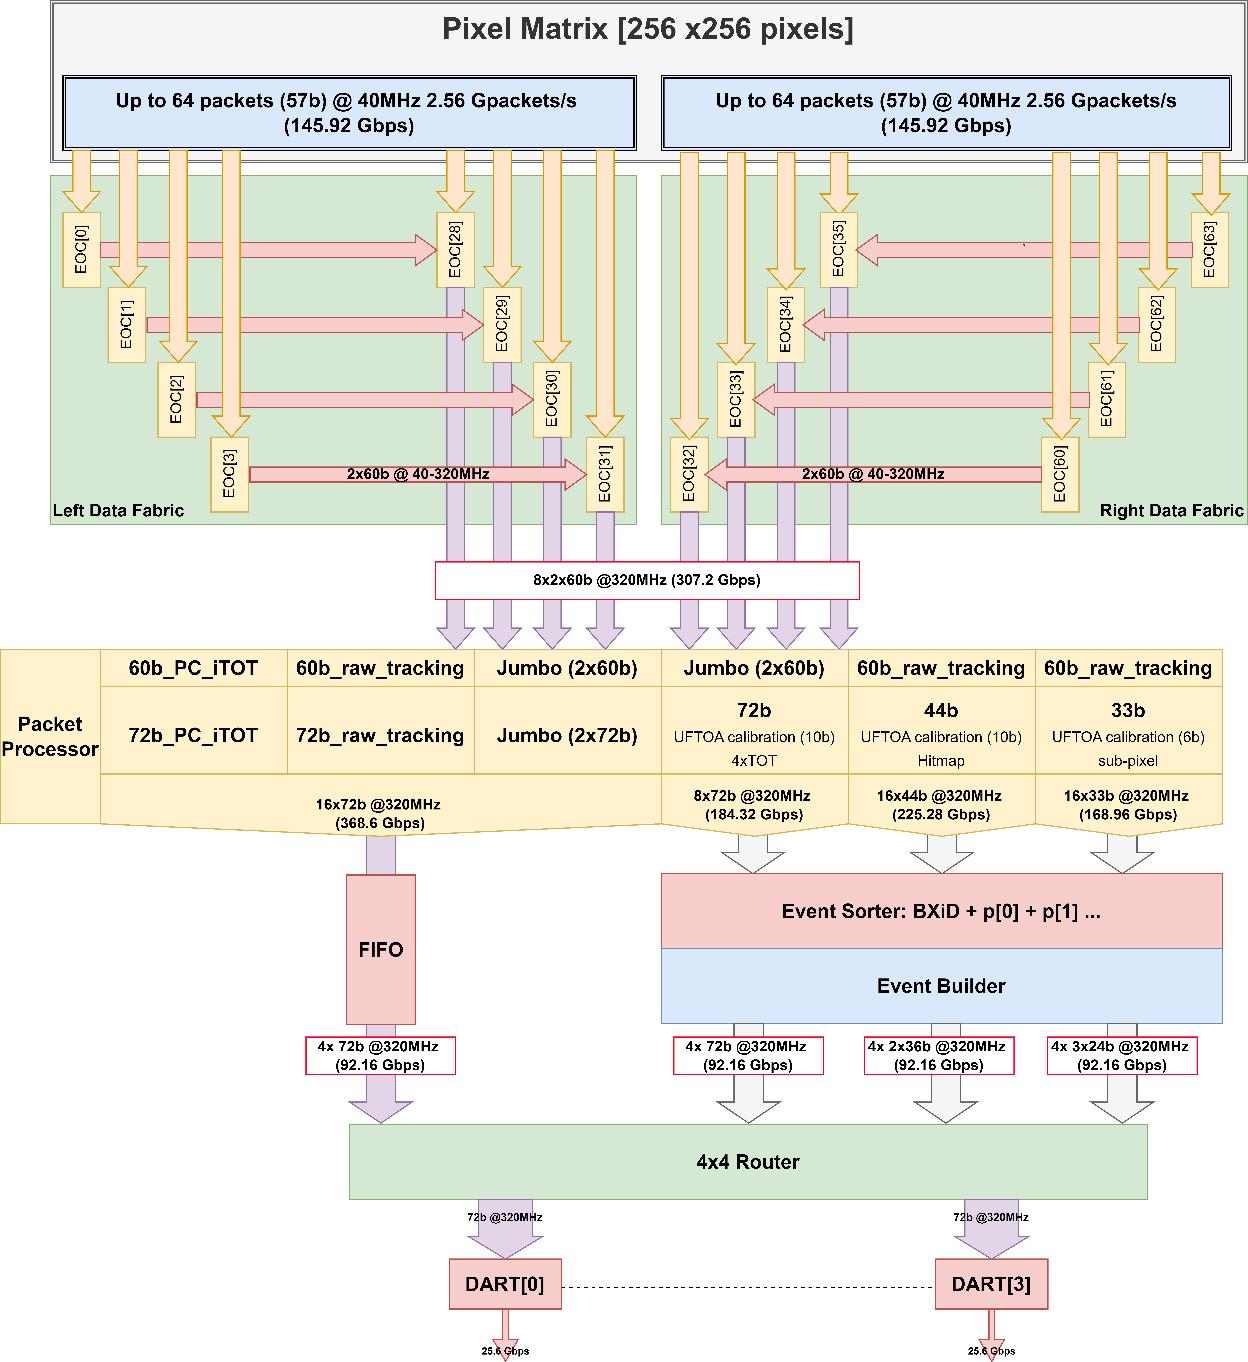 Pixel Matrix [256 x256 pixels]
Up to 64 packets (57b) @ 40MHz 2.56 Gpackets/s
(145.92 Gbps)
Up to 64 packets (57b) @ 40MHz 2.56 Gpackets/s
(145.92 Gbps)
EOC[0]
EOC[28]
EOC[35]
EOC[63]
EOC[1]
EOC[29]
EOC[34]
EOC[62]
EOC[2]
EOC[30]
EOC[33]
EOC[61]
EOC[3]
2x60b @ 40-320MHz
EOC[31]
EOC[32]
2x60b @ 40-320MHz
EOC[60]
Left Data Fabric
Right Data Fabric
8x2x60b @320MHz (307.2 Gbps)
Packet
Processor
60b_PC_iTOT
60b_raw_tracking
Jumbo (2x60b)
Jumbo (2x60b)
60b_raw_tracking
60b_raw_tracking
72b_PC_iTOT
72b_raw_tracking
Jumbo (2x72b)
72b
UFTOA calibration (10b)
4xTOT
44b
UFTOA calibration (10b)
Hitmap
33b
UFTOA calibration (6b)
sub-pixel
16x72b @320MHz
(368.6 Gbps)
8x72b @320MHz
(184.32 Gbps)
16x44b @320MHz
(225.28 Gbps)
16x33b @320MHz
(168.96 Gbps)
FIFO
Event Sorter: BXiD + p[0] + p[1] ...
Event Builder
4x 72b @320MHz
(92.16 Gbps)
4x 72b @320MHz
(92.16 Gbps)
4x 2x36b @320MHz
(92.16 Gbps)
4x 3x24b @320MHz
(92.16 Gbps)
4x4 Router
72b @320MHz
72b @320MHz
DART[0]
DART[3]
25.6 Gbps
25.6 Gbps